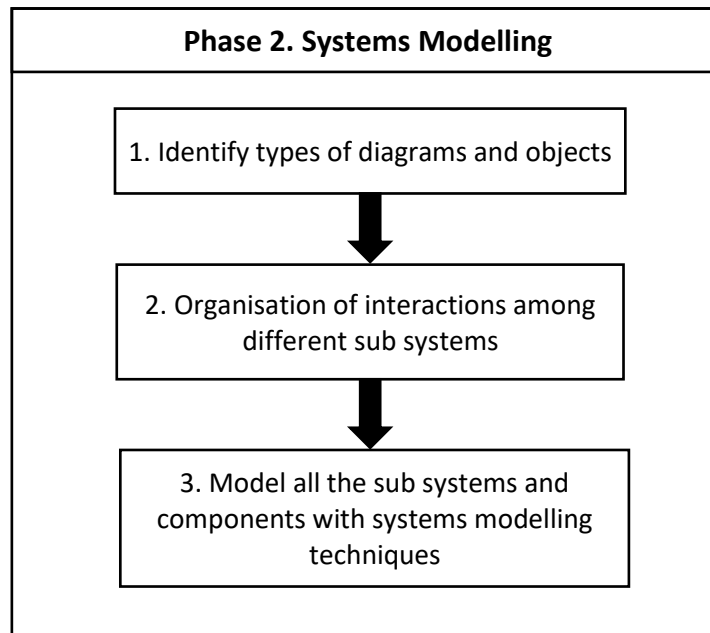 Phase 2. Systems Modelling
1. Identify types of diagrams and objects
2. Organisation of interactions among
different sub systems
3. Model all the sub systems and
components with systems modelling
techniques